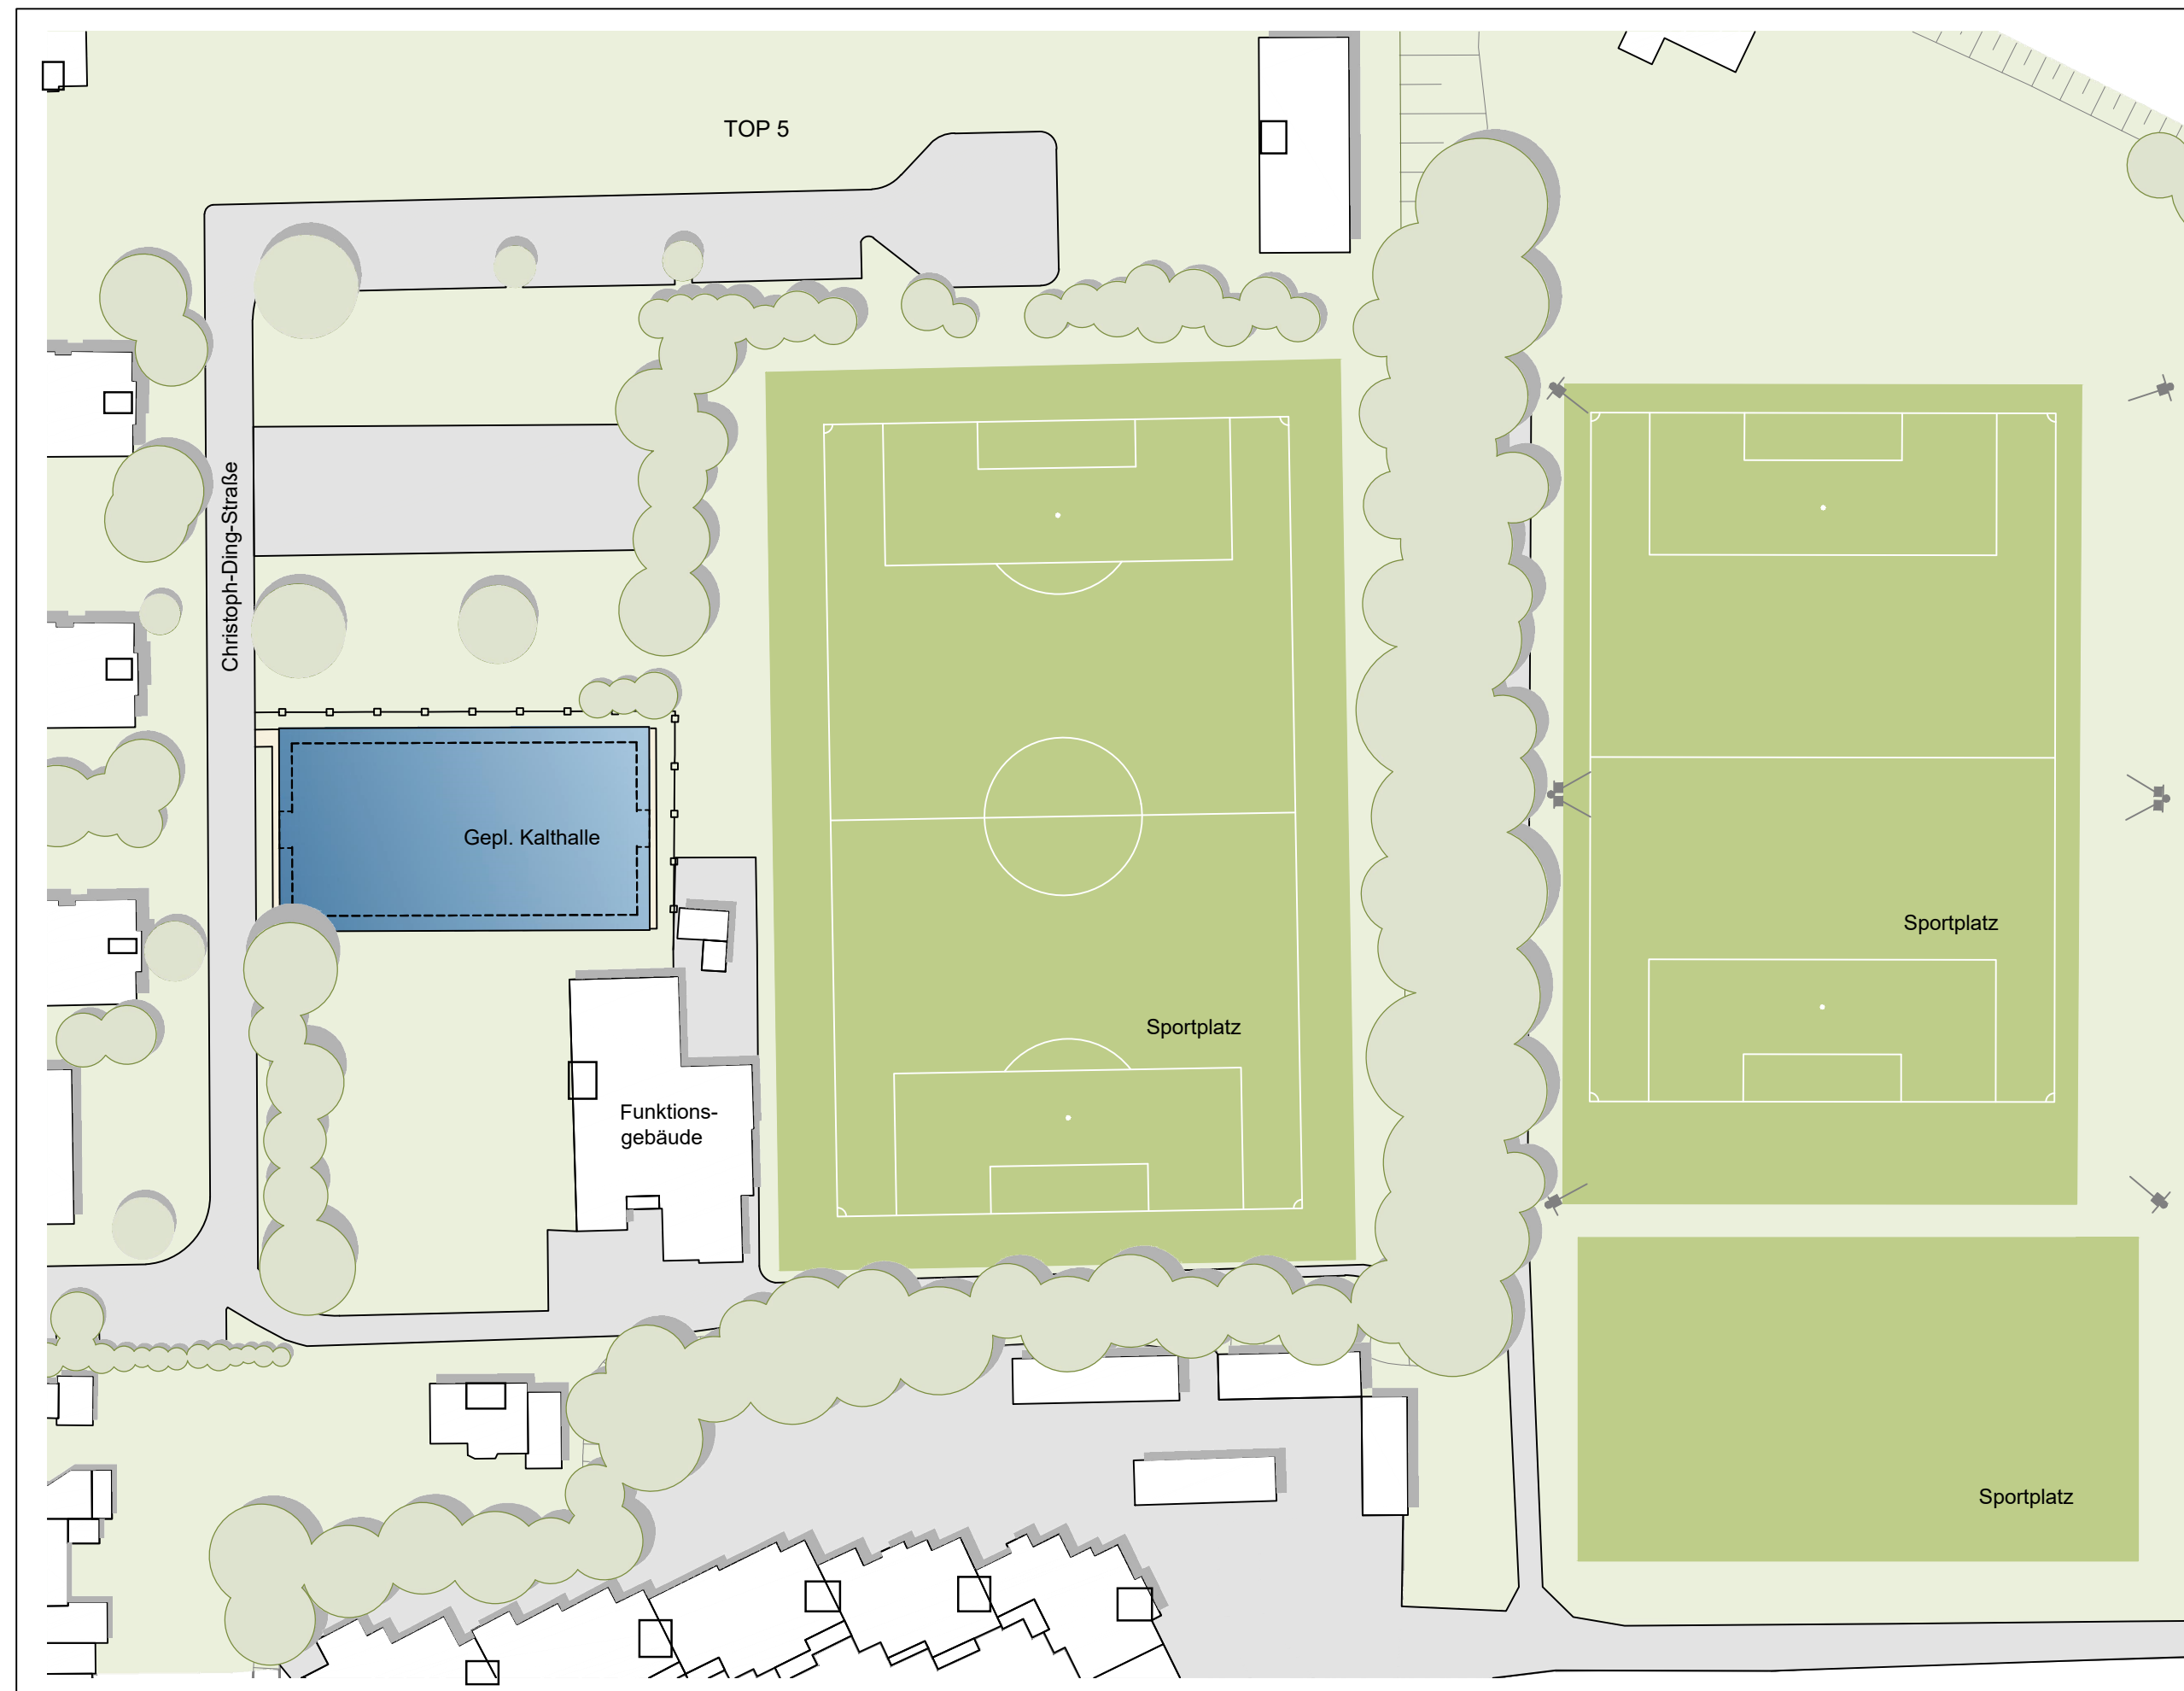 TOP 5
Christoph-Ding-Straße
Gepl. Kalthalle
Sportplatz
Sportplatz
Funktions-
gebäude
Sportplatz